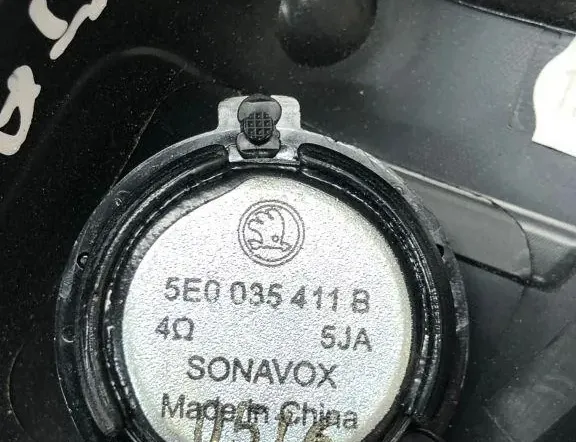 5E0 035 411 B
4Ω 5JA
SONAVOX
Made in China